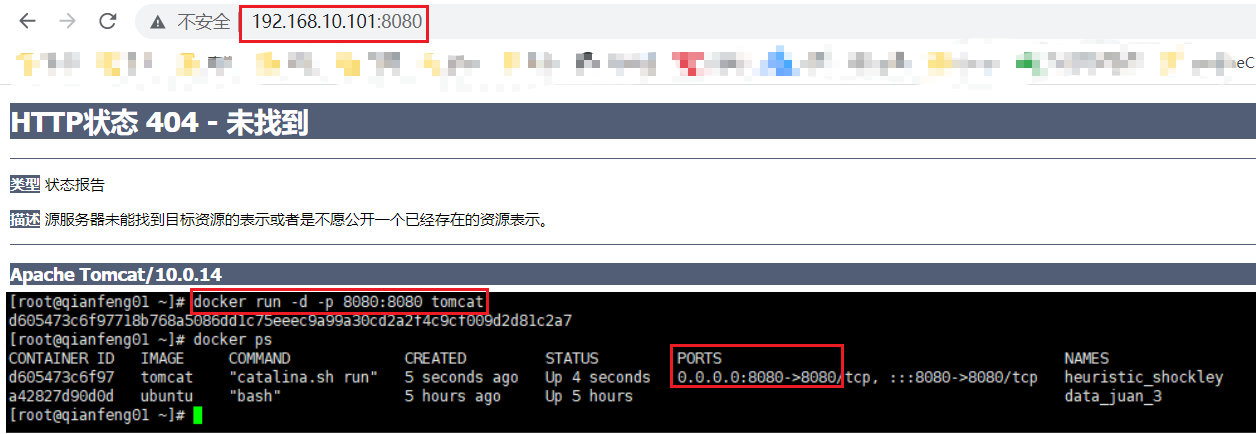 不安全 192.168.10.101:8080
eC
HTTP状态 404 - 未找到
类型 状态报告
描述 源服务器未能找到目标资源的表示或者是不愿公开一个已经存在的资源表示。
Apache Tomcat/10.0.14
[root@qianfeng01 ~]# docker run -d -p 8080:8080 tomcat
d605473c6f97718b768a5086dd1c75eeec9a99a30cd2a2f4c9cf009d2d81c2a7
[root@qianfeng01 ~]# docker ps
CONTAINER ID IMAGE COMMAND CREATED STATUS PORTS NAMES
d605473c6f97 tomcat "catalina.sh run" 5 seconds ago Up 4 seconds 0.0.0.0:8080->8080/tcp, :::8080->8080/tcp heuristic_shockley
a42827d90d0d ubuntu "bash" 5 hours ago Up 5 hours data_juan_3
[root@qianfeng01 ~]#